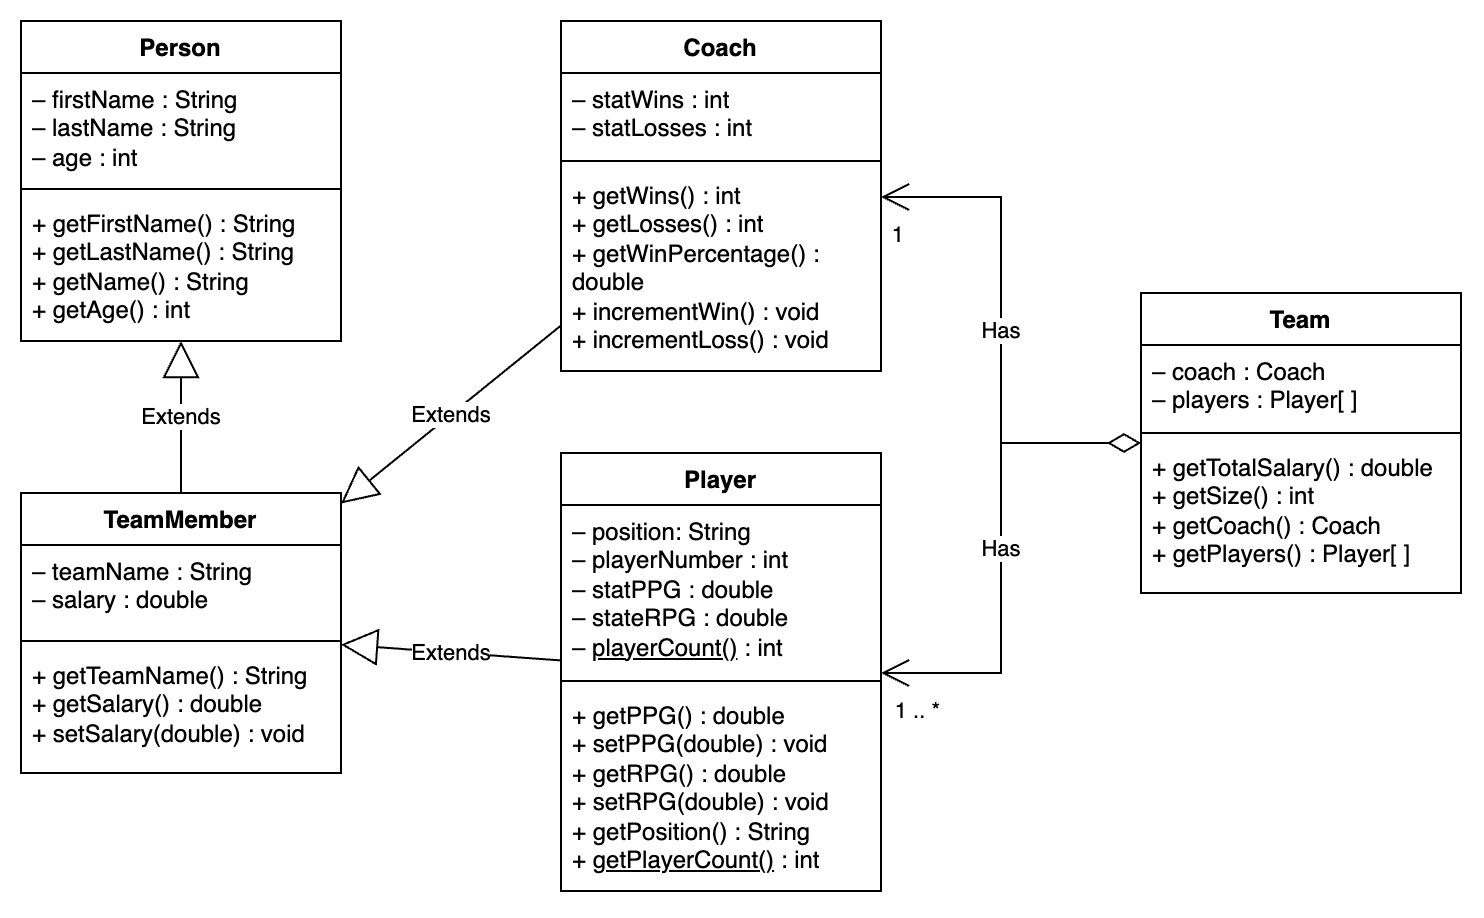 Person
– firstName : String
– lastName : String
– age : int
+ getFirstName() : String
+ getLastName() : String
+ getName() : String
+ getAge() : int
Extends
TeamMember
– teamName : String
– salary : double
+ getTeamName() : String
+ getSalary() : double
+ setSalary(double) : void
Coach
– statWins : int
– statLosses : int
+ getWins() : int
+ getLosses() : int
+ getWinPercentage() :
double
+ incrementWin() : void
+ incrementLoss() : void
Extends
Player
– position: String
– playerNumber : int
– statPPG : double
– stateRPG : double
– playerCount() : int
+ getPPG() : double
+ setPPG(double) : void
+ getRPG() : double
+ setRPG(double) : void
+ getPosition() : String
+ getPlayerCount() : int
Extends
1
Has
Has
1 .. *
Team
– coach : Coach
– players : Player[ ]
+ getTotalSalary() : double
+ getSize() : int
+ getCoach() : Coach
+ getPlayers() : Player[ ]